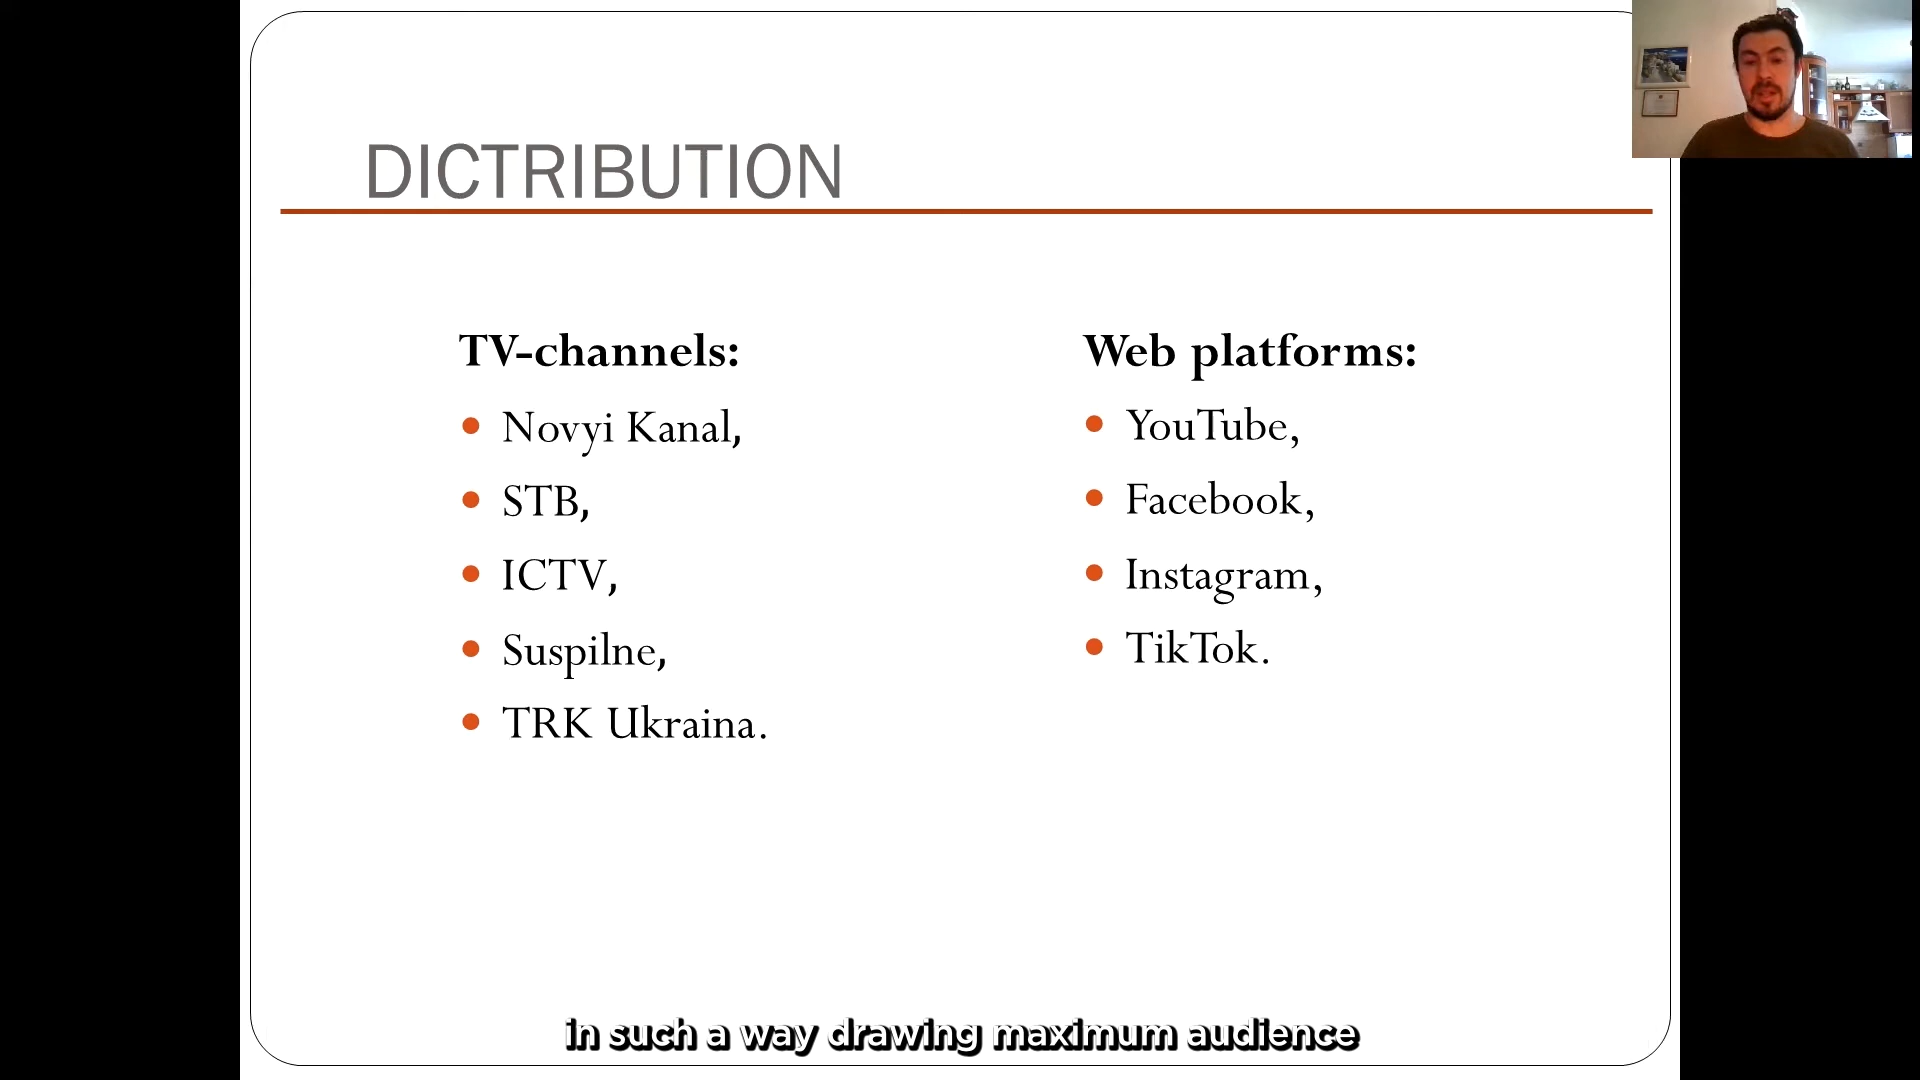 DICTRIBUTION
TV-channels:
Novyi Kanal,
STB,
ICTV,
Suspilne,
TRK Ukraina.
Web platforms:
YouTube,
Facebook,
Instagram,
TikTok.
in such a way drawing maximum audience